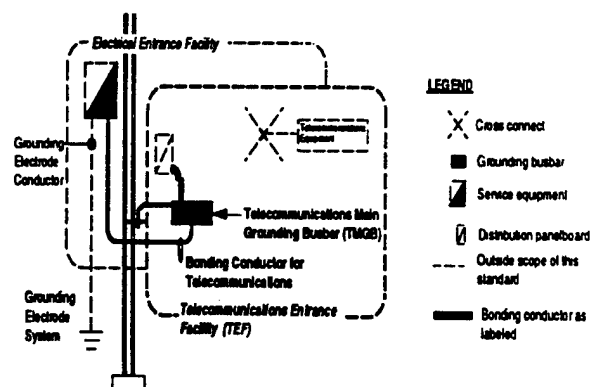 Electrical Entrance Facility
Grounding
Electrode
Conductor
Telecommunications
Equipment
Telecommunications Main
Grounding Busbar (TMGB)
Bonding Conductor for
Telecommunications
Grounding
Electrode
System
Telecommunications Entrance
Facility (TEF)
LEGEND
Cross connect
Grounding busbar
Service equipment
Distribution panelboard
Outside scope of this
standard
Bonding conductor as
labeled